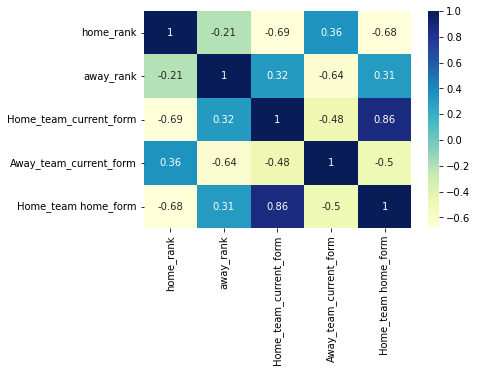 home_rank 1 -0.21 -0.69 0.36 -0.68
away_rank -0.21 1 0.32 -0.64 0.31
Home_team_current_form -0.69 0.32 1 -0.48 0.86
Away_team_current_form 0.36 -0.64 -0.48 1 -0.5
Home_team home_form -0.68 0.31 0.86 -0.5 1
home_rank
away_rank
Home_team_current_form
Away_team_current_form
Home_team home_form
1.0
0.8
0.6
0.4
0.2
0.0
−0.2
−0.4
−0.6